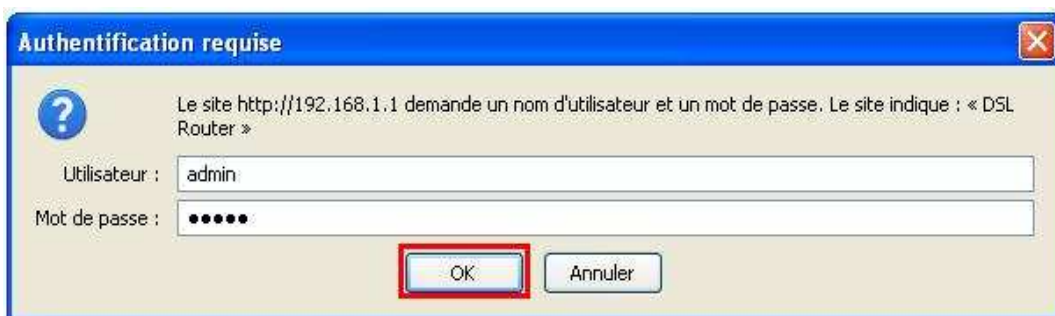 Authentification requise
Le site http://192.168.1.1 demande un nom d'utilisateur et un mot de passe. Le site indique : « DSL
Router »
Utilisateur : admin
Mot de passe : •••••
OK Annuler